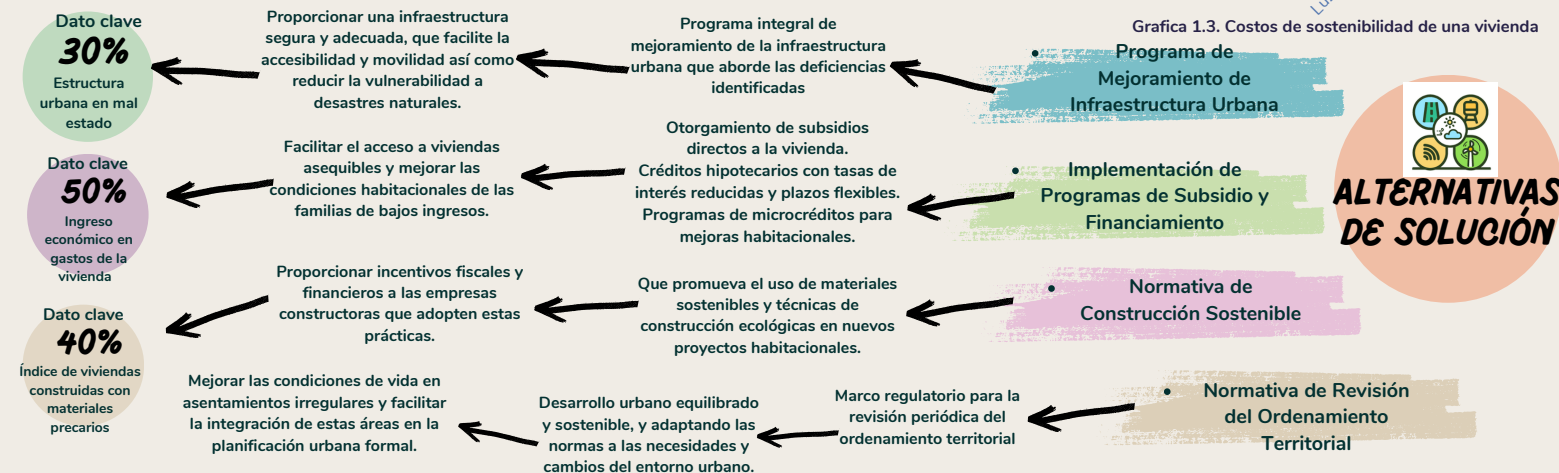 Grafica 1.3. Costos de sostenibilidad de una vivienda
ALTERNATIVAS
DE SOLUCIÓN
• Programa de
Mejoramiento de
Infraestructura Urbana
Programa integral de
mejoramiento de la infraestructura
urbana que aborde las deficiencias
identificadas
Proporcionar una infraestructura
segura y adecuada, que facilite la
accesibilidad y movilidad así como
reducir la vulnerabilidad a
desastres naturales.
Dato clave
30%
Estructura
urbana en mal
estado
• Implementación de
Programas de Subsidio y
Financiamiento
Otorgamiento de subsidios
directos a la vivienda.
Créditos hipotecarios con tasas de
interés reducidas y plazos flexibles.
Programas de microcréditos para
mejoras habitacionales.
Facilitar el acceso a viviendas
asequibles y mejorar las
condiciones habitacionales de las
familias de bajos ingresos.
Dato clave
50%
Ingreso
económico en
gastos de la
vivienda
• Normativa de
Construcción Sostenible
Que promueva el uso de materiales
sostenibles y técnicas de
construcción ecológicas en nuevos
proyectos habitacionales.
Proporcionar incentivos fiscales y
financieros a las empresas
constructoras que adopten estas
prácticas.
Dato clave
40%
Índice de viviendas
construidas con
materiales
precarios
• Normativa de Revisión
del Ordenamiento
Territorial
Marco regulatorio para la
revisión periódica del
ordenamiento territorial
Desarrollo urbano equilibrado
y sostenible, y adaptando las
normas a las necesidades y
cambios del entorno urbano.
Mejorar las condiciones de vida en
asentamientos irregulares y facilitar
la integración de estas áreas en la
planificación urbana formal.